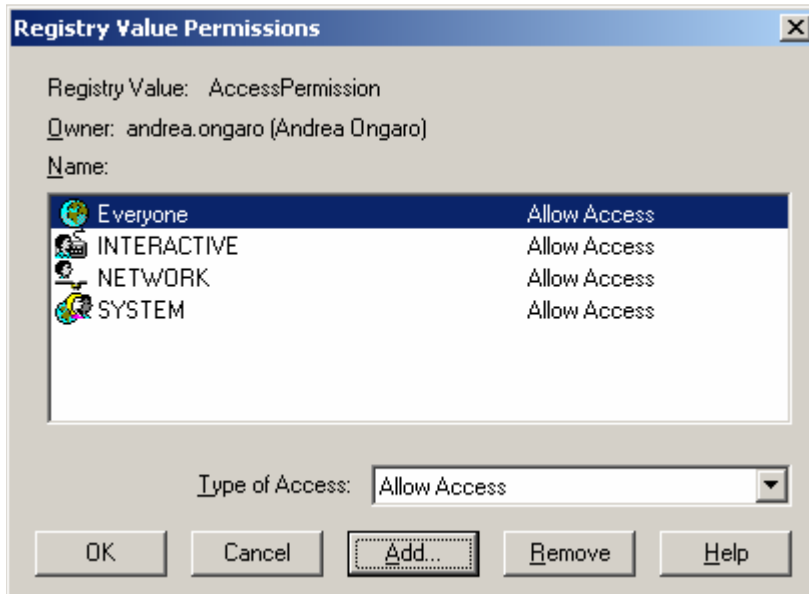 Registry Value Permissions
Registry Value: AccessPermission
Owner: andrea.ongaro (Andrea Ongaro)
Name:
Everyone Allow Access
INTERACTIVE Allow Access
NETWORK Allow Access
SYSTEM Allow Access
Type of Access: Allow Access
OK Cancel Add... Remove Help